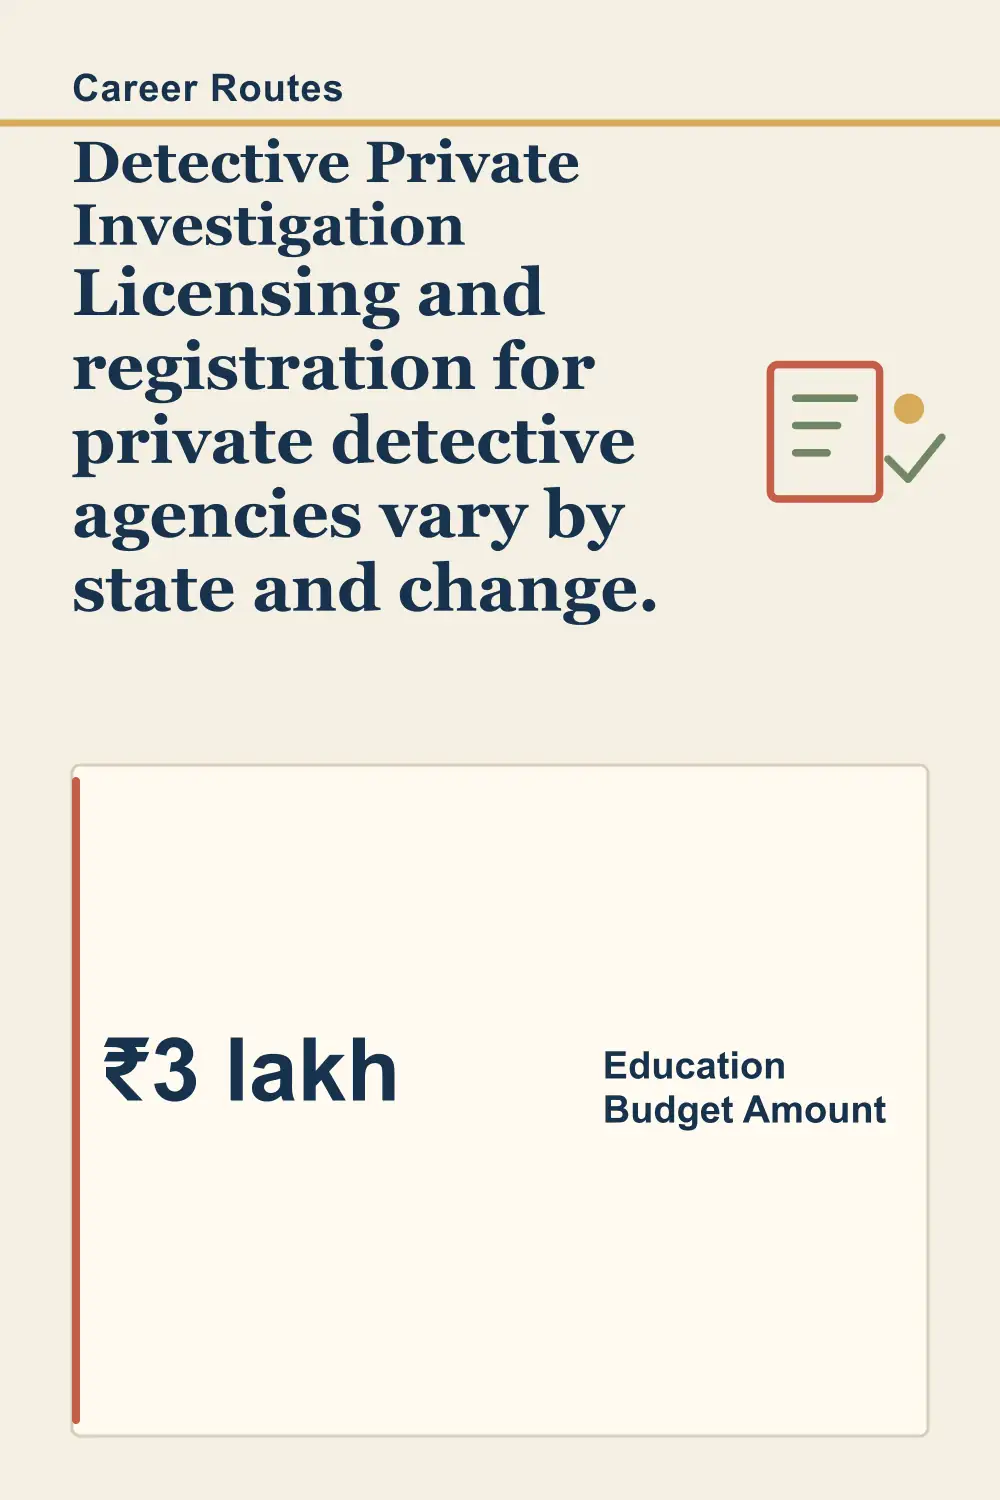 Career Routes
Detective Private
Investigation
Licensing and
registration for
private detective
agencies vary by
state and change.
₹3 lakh
Education
Budget Amount